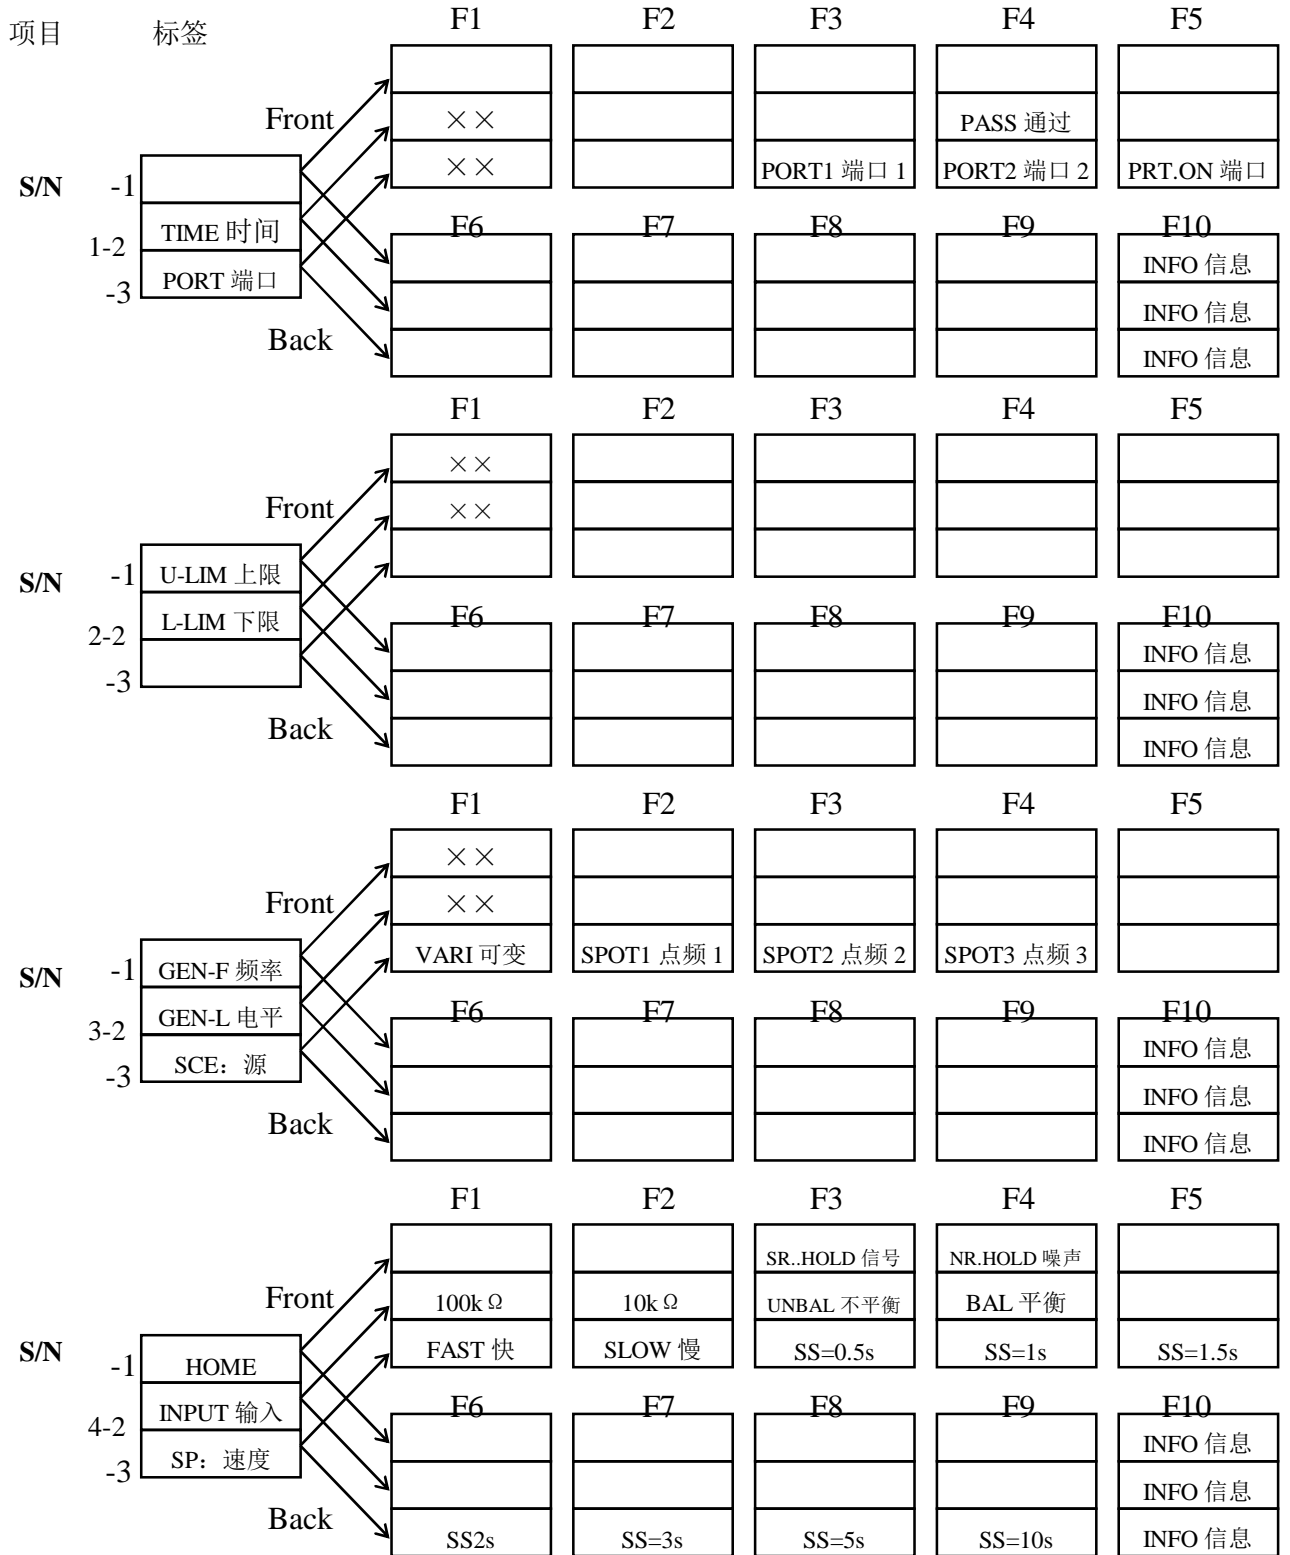 项目 标签 F1 F2 F3 F4 F5
Front ×× PASS 通过
S/N -1 ×× PORT1 端口 1 PORT2 端口 2 PRT.ON 端口
1-2 TIME 时间 F6 F7 F8 F9 F10
-3 PORT 端口 INFO 信息
INFO 信息
Back INFO 信息
F1 F2 F3 F4 F5
××
Front ××
S/N -1 U-LIM 上限
2-2 L-LIM 下限 F6 F7 F8 F9 F10
-3 INFO 信息
INFO 信息
Back INFO 信息
F1 F2 F3 F4 F5
××
Front ××
VARI 可变 SPOT1 点频 1 SPOT2 点频 2 SPOT3 点频 3
S/N -1 GEN-F 频率
3-2 GEN-L 电平 F6 F7 F8 F9 F10
-3 SCE：源 INFO 信息
INFO 信息
Back INFO 信息
F1 F2 F3 F4 F5
SR..HOLD 信号 NR.HOLD 噪声
Front 100kΩ 10kΩ UNBAL 不平衡 BAL 平衡
FAST 快 SLOW 慢 SS=0.5s SS=1s SS=1.5s
S/N -1 HOME
4-2 INPUT 输入 F6 F7 F8 F9 F10
-3 SP：速度 INFO 信息
INFO 信息
Back SS2s SS=3s SS=5s SS=10s INFO 信息